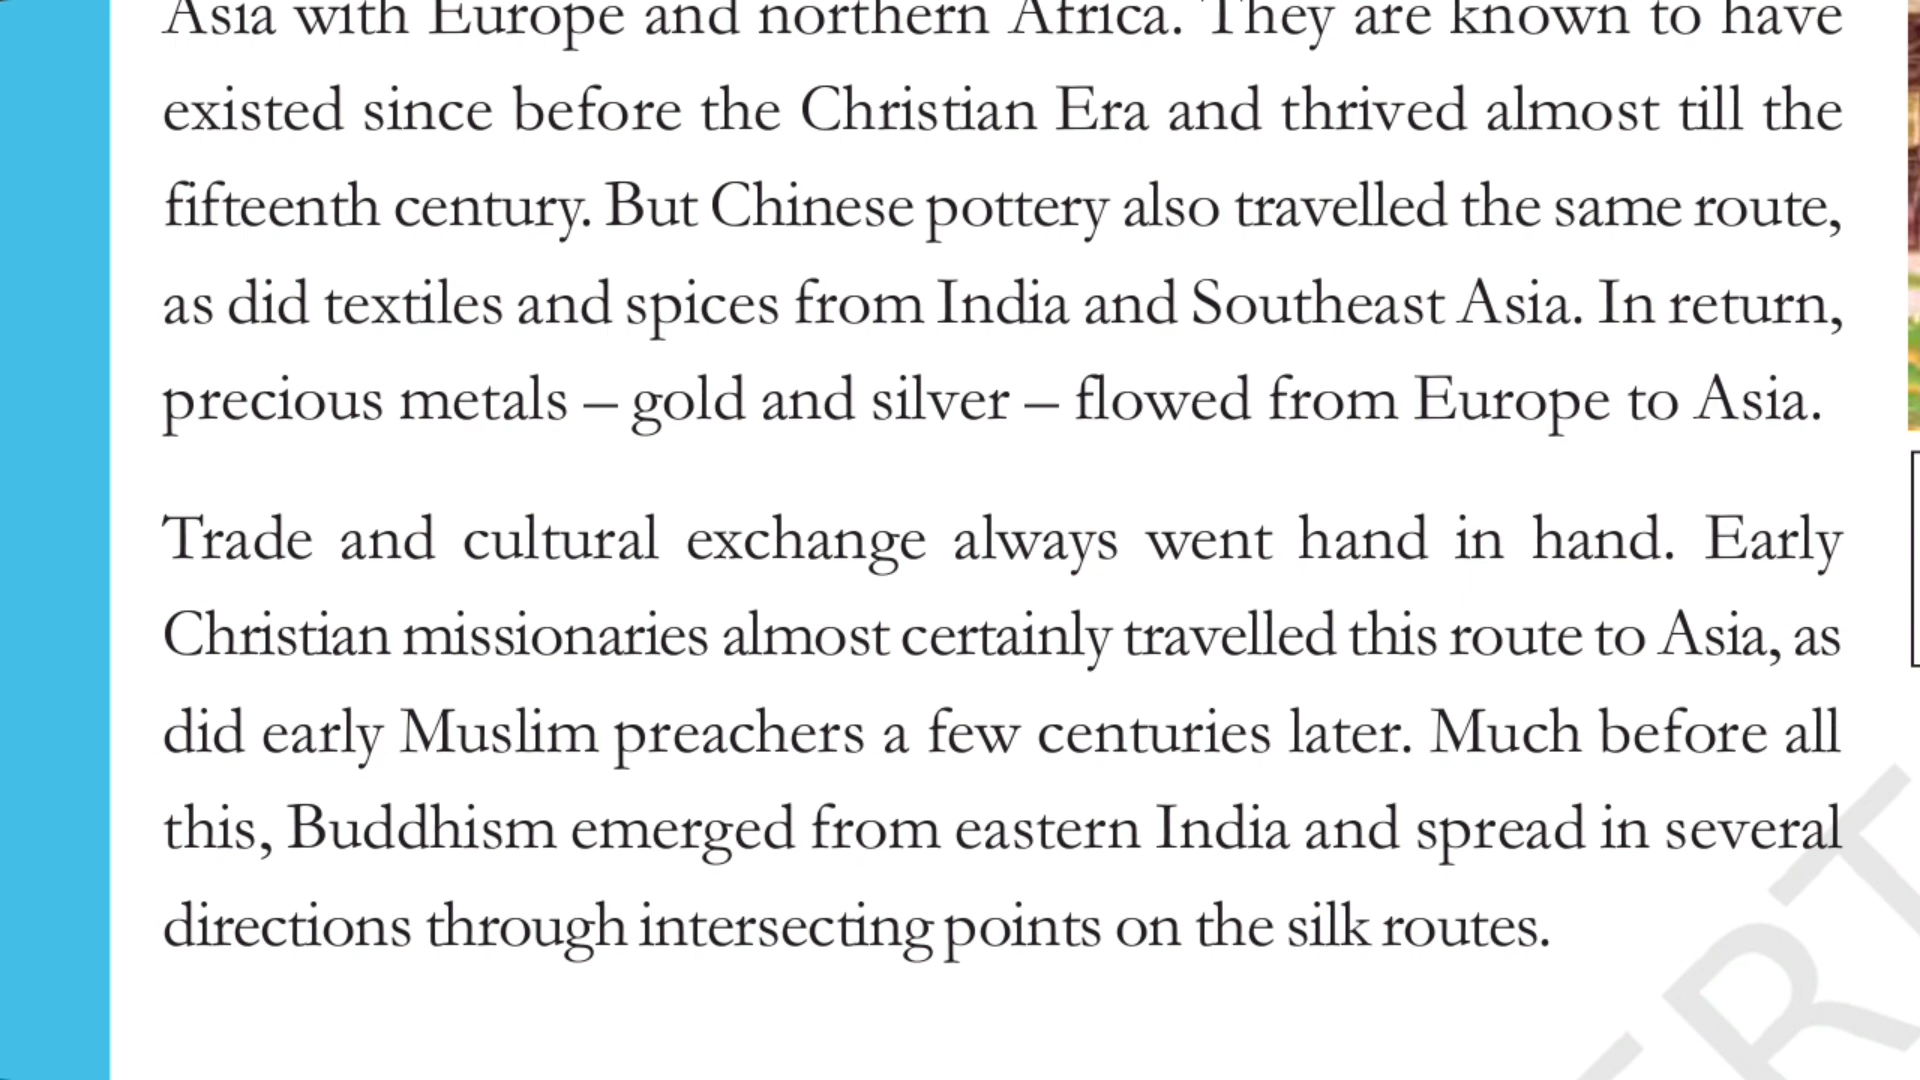 Asia with Europe and northern Africa. They are known to have
existed since before the Christian Era and thrived almost till the
fifteenth century. But Chinese pottery also travelled the same route,
as did textiles and spices from India and Southeast Asia. In return,
precious metals – gold and silver – flowed from Europe to Asia.
Trade and cultural exchange always went hand in hand. Early
Christian missionaries almost certainly travelled this route to Asia, as
did early Muslim preachers a few centuries later. Much before all
this, Buddhism emerged from eastern India and spread in several
directions through intersecting points on the silk routes.